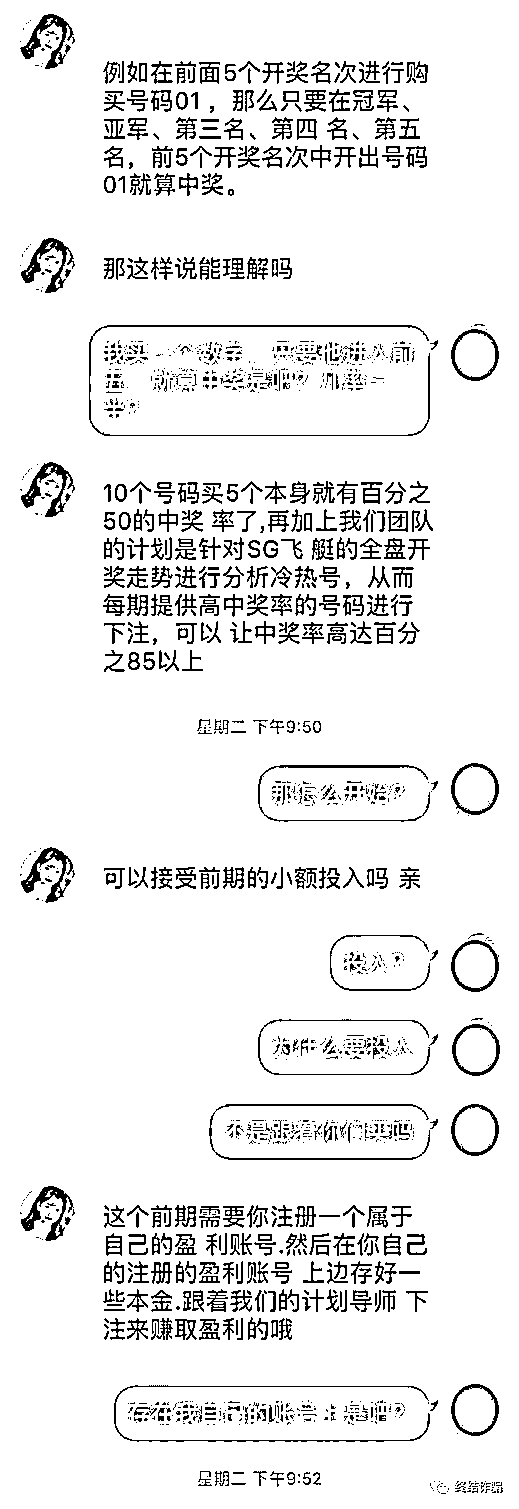 例如在前面5个开奖名次进行购
买号码01，那么只要在冠军、
亚军、第三名、第四 名、第五
名，前5个开奖名次中开出号码
01就算中奖。
那这样说能理解吗
我买一个数字，只要他进入前
五，就算中奖是吧？几率一
半？
10个号码买5个本身就有百分之
50的中奖 率了,再加上我们团队
的计划是针对SG飞 艇的全盘开
奖走势进行分析冷热号，从而
每期提供高中奖率的号码进行
下注，可以 让中奖率高达百分
之85以上
星期二 下午9:50
那怎么开始？
可以接受前期的小额投入吗 亲
投入？
为什么要投入
不是跟着你们买吗
这个前期需要你注册一个属于
自己的盈 利账号.然后在你自己
的注册的盈利账号 上边存好一
些本金.跟着我们的计划导师 下
注来赚取盈利的哦
存在我自己的账号上是吧？
星期二 下午9:52
终结诈骗